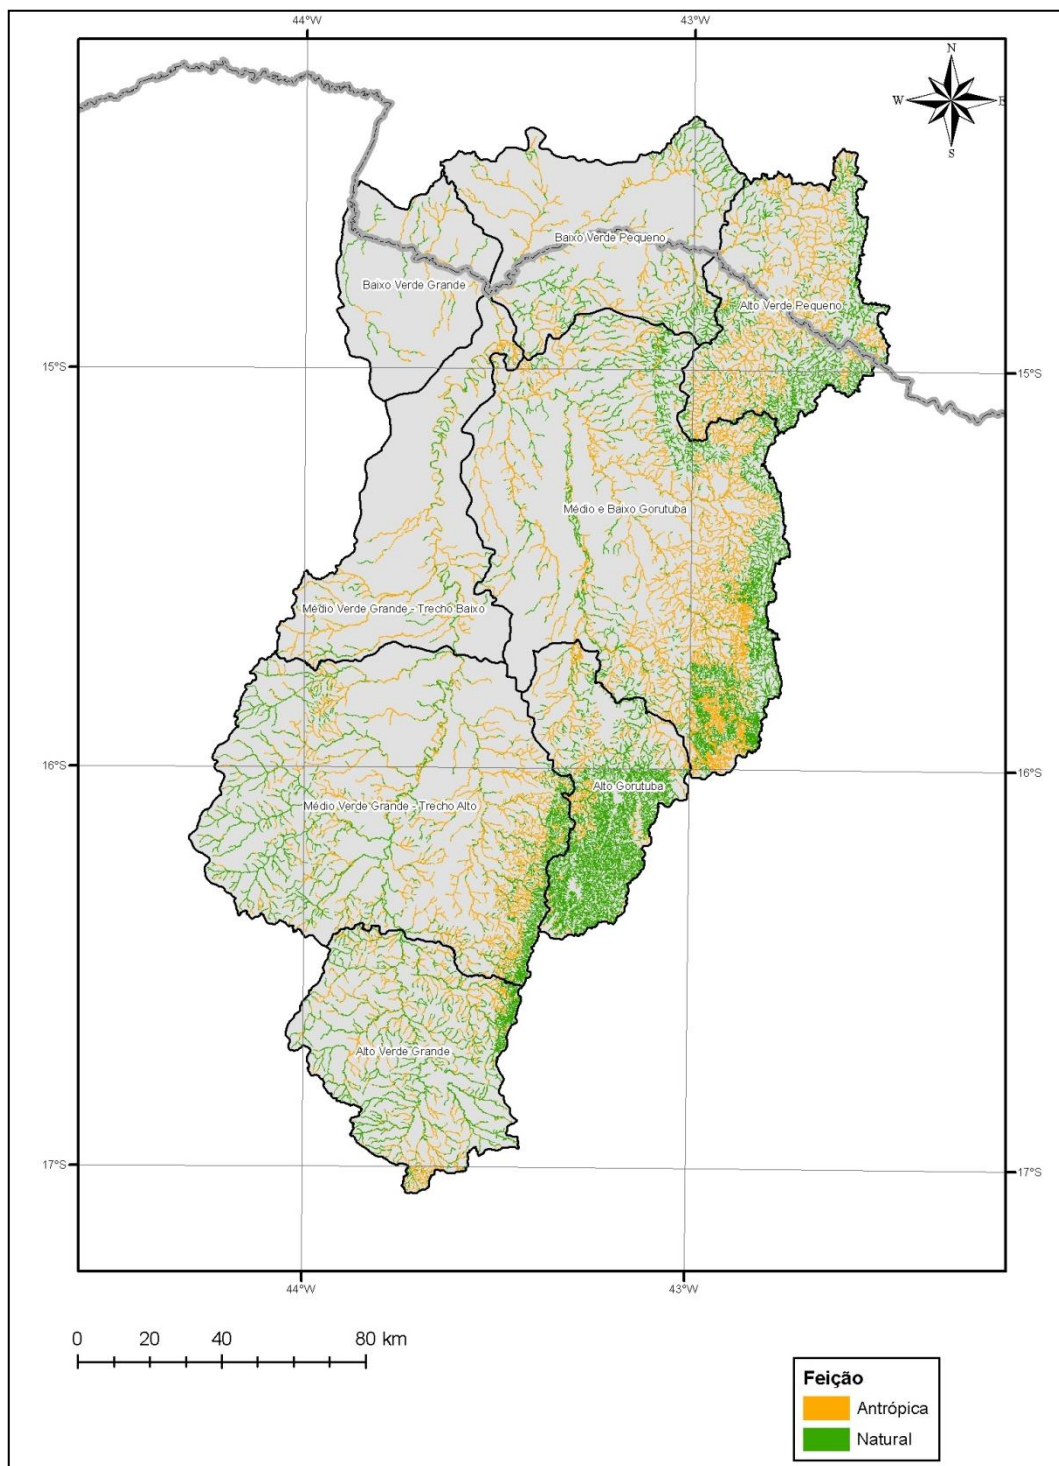 44°W
43°W
N
W
E
S
Baixo Verde Pequeno
Baixo Verde Grande
Alto Verde Pequeno
15°S
15°S
Médio e Baixo Gorutuba
Médio Verde Grande - Trecho Baixo
16°S
16°S
Alto Gorutuba
Médio Verde Grande - Trecho Alto
Alto Verde Grande
17°S
17°S
44°W
43°W
0 20 40 80 km
Feição
Antrópica
Natural